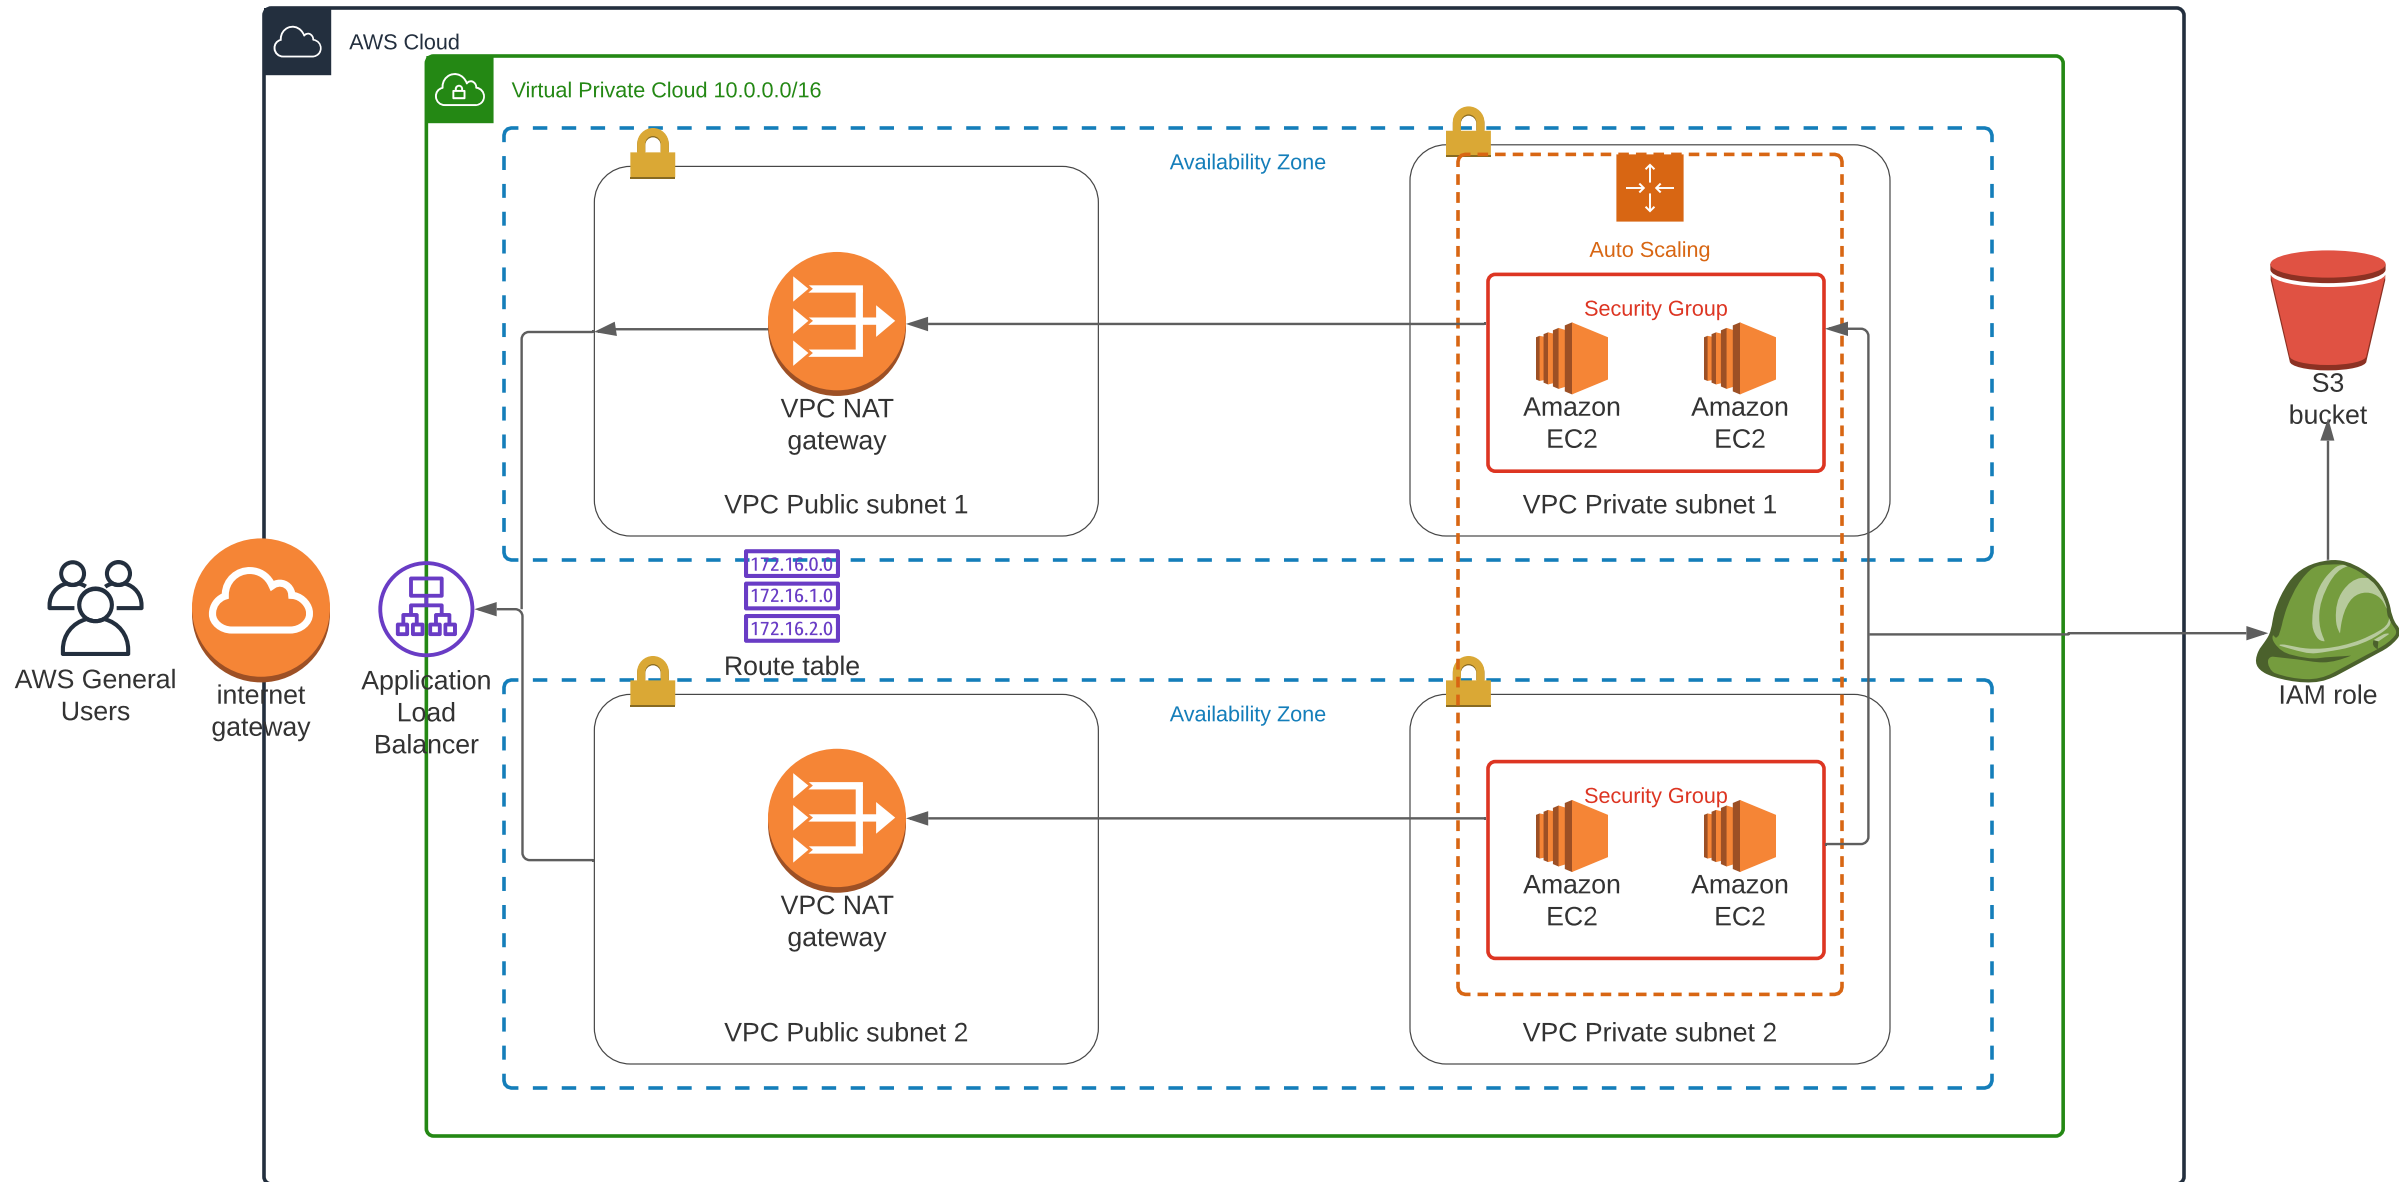 AWS Cloud
Virtual Private Cloud 10.0.0.0/16
Availability Zone
Auto Scaling
Security Group
VPC NAT
gateway
Amazon
EC2
Amazon
EC2
VPC Public subnet 1
VPC Private subnet 1
S3
bucket
172.16.0.0
172.16.1.0
172.16.2.0
Route table
AWS General
Users
internet
gateway
Application
Load
Balancer
IAM role
Availability Zone
Security Group
VPC NAT
gateway
Amazon
EC2
Amazon
EC2
VPC Public subnet 2
VPC Private subnet 2